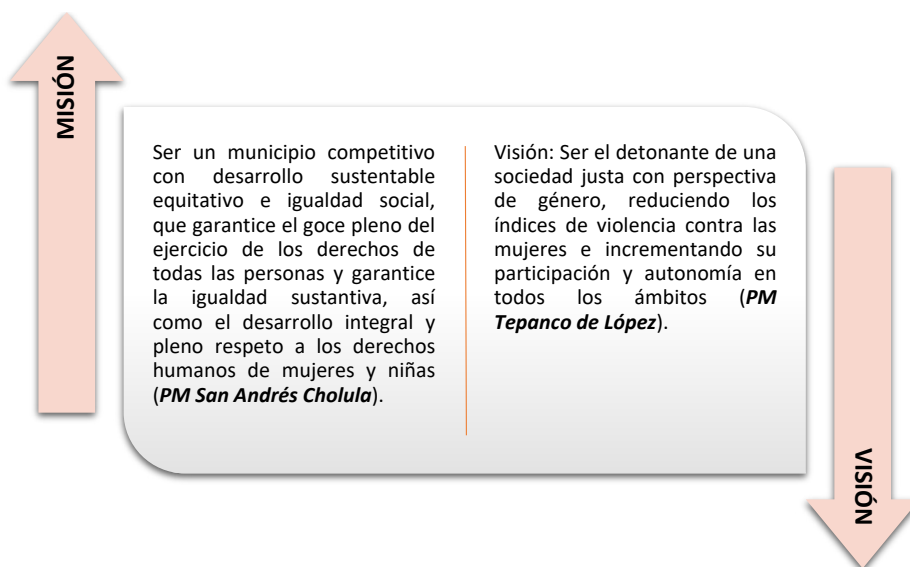 MISIÓN
Ser un municipio competitivo
con desarrollo sustentable
equitativo e igualdad social,
que garantice el goce pleno del
ejercicio de los derechos de
todas las personas y garantice
la igualdad sustantiva, así
como el desarrollo integral y
pleno respeto a los derechos
humanos de mujeres y niñas
(PM San Andrés Cholula).
Visión: Ser el detonante de una
sociedad justa con perspectiva
de género, reduciendo los
índices de violencia contra las
mujeres e incrementando su
participación y autonomía en
todos los ámbitos (PM
Tepanco de López).
VISIÓN